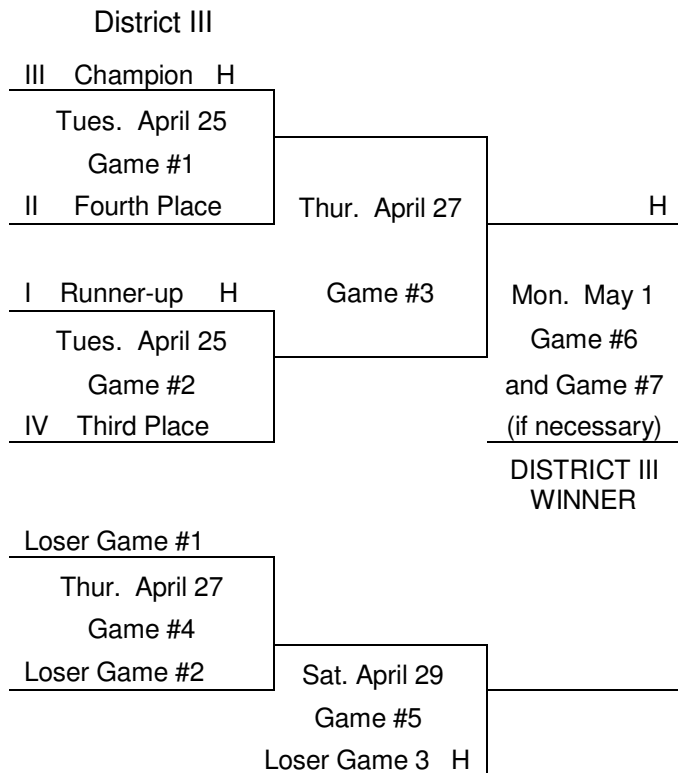 District III
III Champion H
Tues. April 25
Game #1
II Fourth Place
Thur. April 27
H
I Runner-up H
Game #3
Mon. May 1
Tues. April 25
Game #6
Game #2
and Game #7
IV Third Place
(if necessary)
DISTRICT III
WINNER
Loser Game #1
Thur. April 27
Game #4
Loser Game #2
Sat. April 29
Game #5
Loser Game 3 H